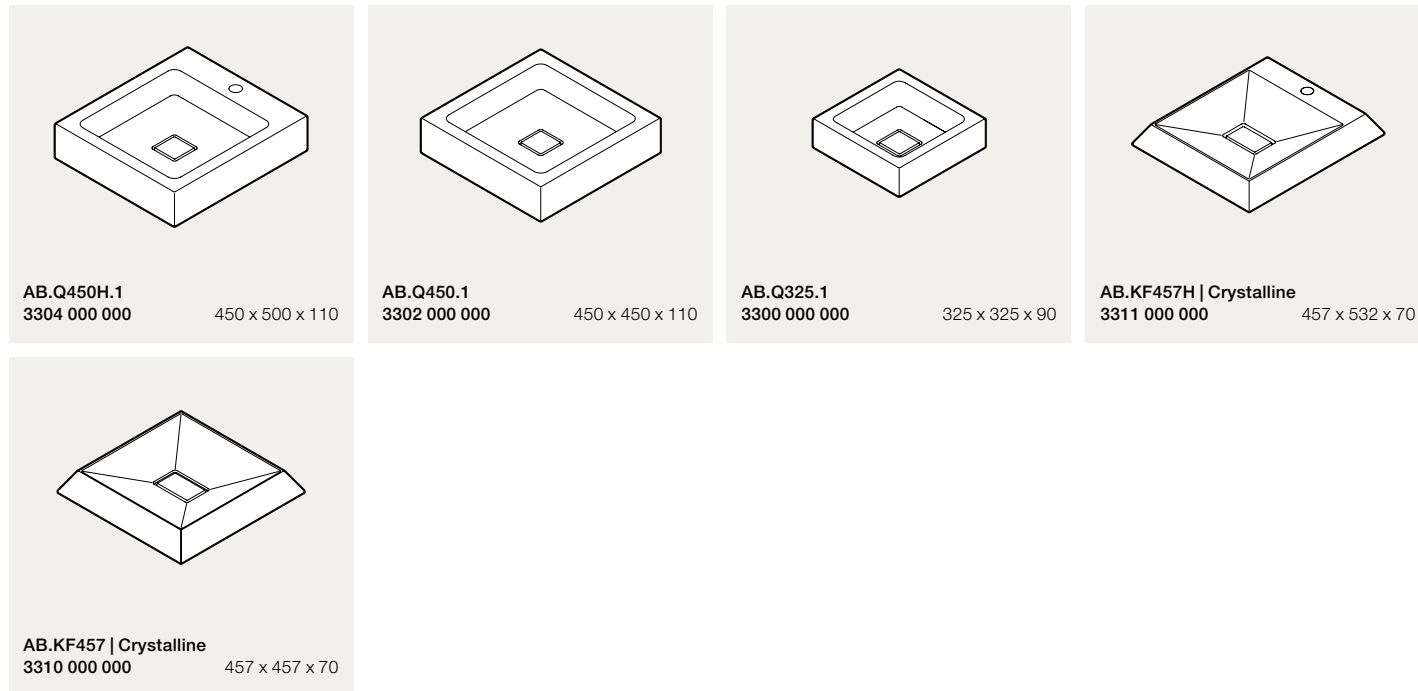 AB.Q450H.1
3304 000 000 450 x 500 x 110
AB.Q450.1
3302 000 000 450 x 450 x 110
AB.Q325.1
3300 000 000 325 x 325 x 90
AB.KF457H | Crystalline
3311 000 000 457 x 532 x 70
AB.KF457 | Crystalline
3310 000 000 457 x 457 x 70